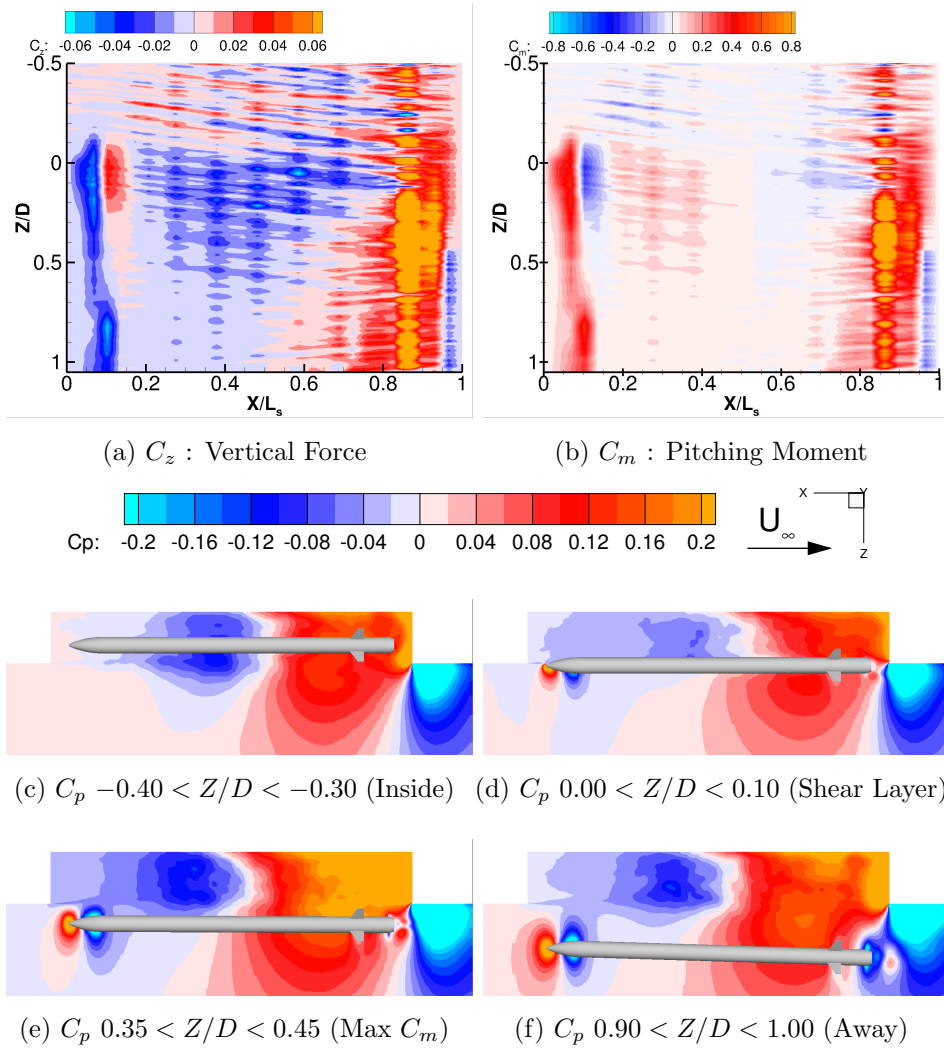 C_z: -0.06 -0.04 -0.02 0 0.02 0.04 0.06
C_m: -0.8 -0.6 -0.4 -0.2 0 0.2 0.4 0.6 0.8
-0.5
0
0.5
1
Z/D
0 0.2 0.4 0.6 0.8 1
X/L_s
-0.5
0
0.5
1
Z/D
0 0.2 0.4 0.6 0.8 1
X/L_s
(a) C_z : Vertical Force
(b) C_m : Pitching Moment
Cp: -0.2 -0.16 -0.12 -0.08 -0.04 0 0.04 0.08 0.12 0.16 0.2
U_∞
X Y
Z
(c) C_p −0.40 < Z/D < −0.30 (Inside)
(d) C_p 0.00 < Z/D < 0.10 (Shear Layer)
(e) C_p 0.35 < Z/D < 0.45 (Max C_m)
(f) C_p 0.90 < Z/D < 1.00 (Away)